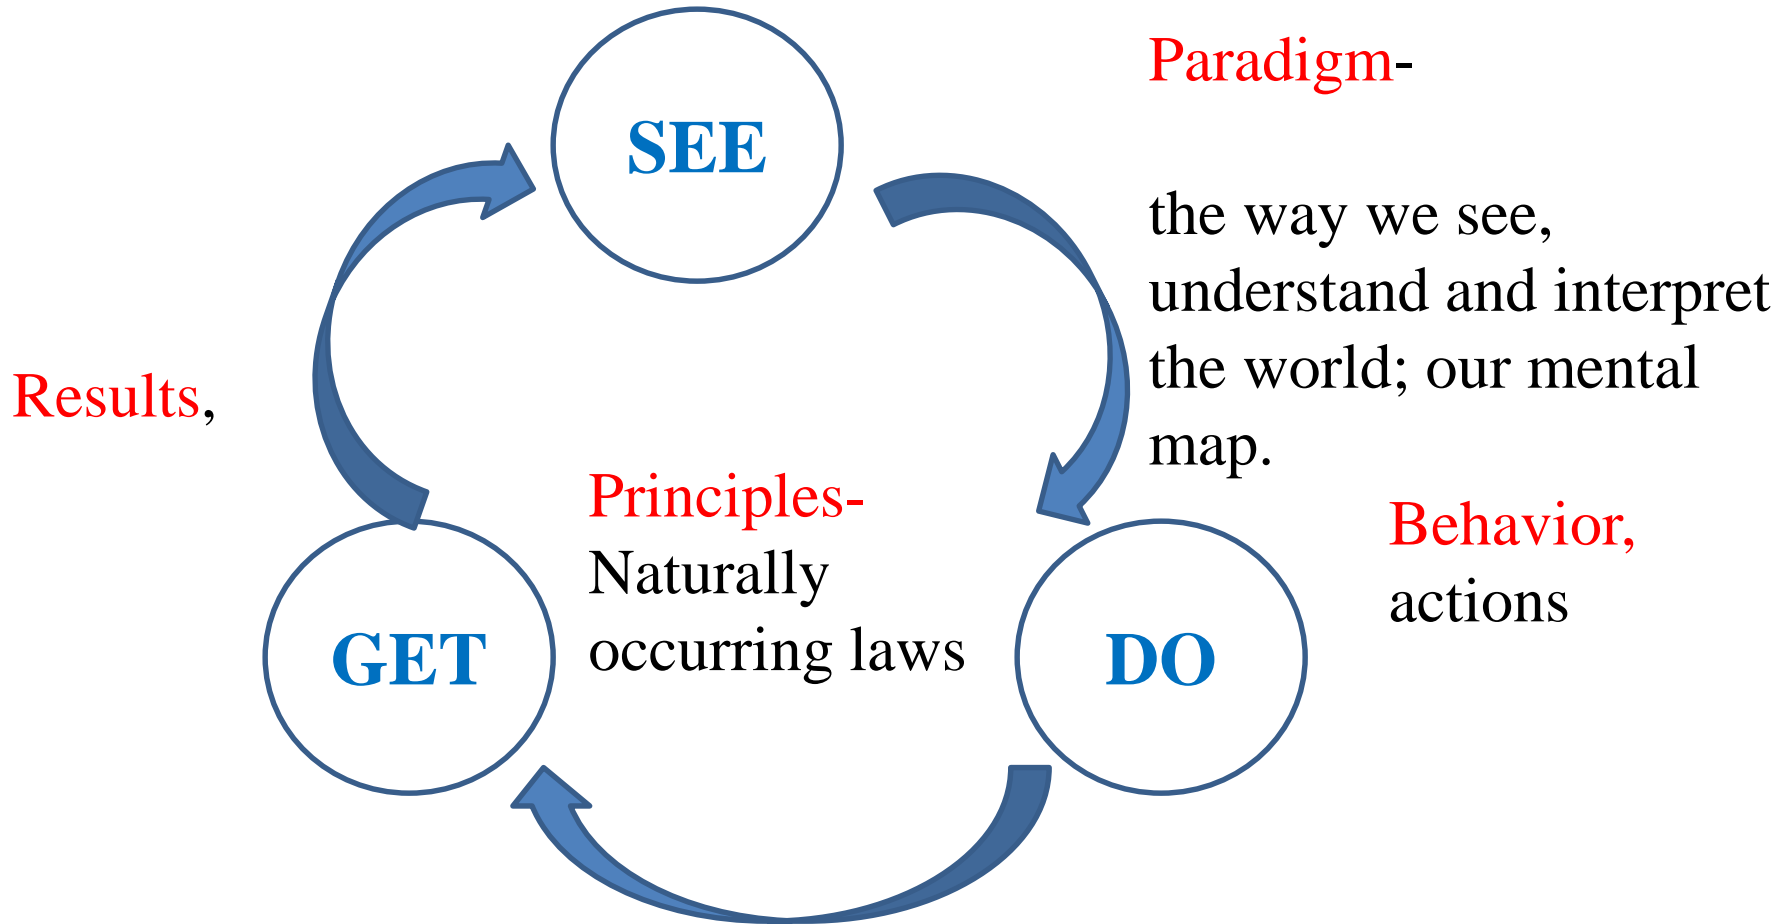 SEE
Paradigm-
the way we see,
understand and interpret
the world; our mental
map.
Results,
Principles-
Naturally
occurring laws
Behavior,
actions
GET
DO